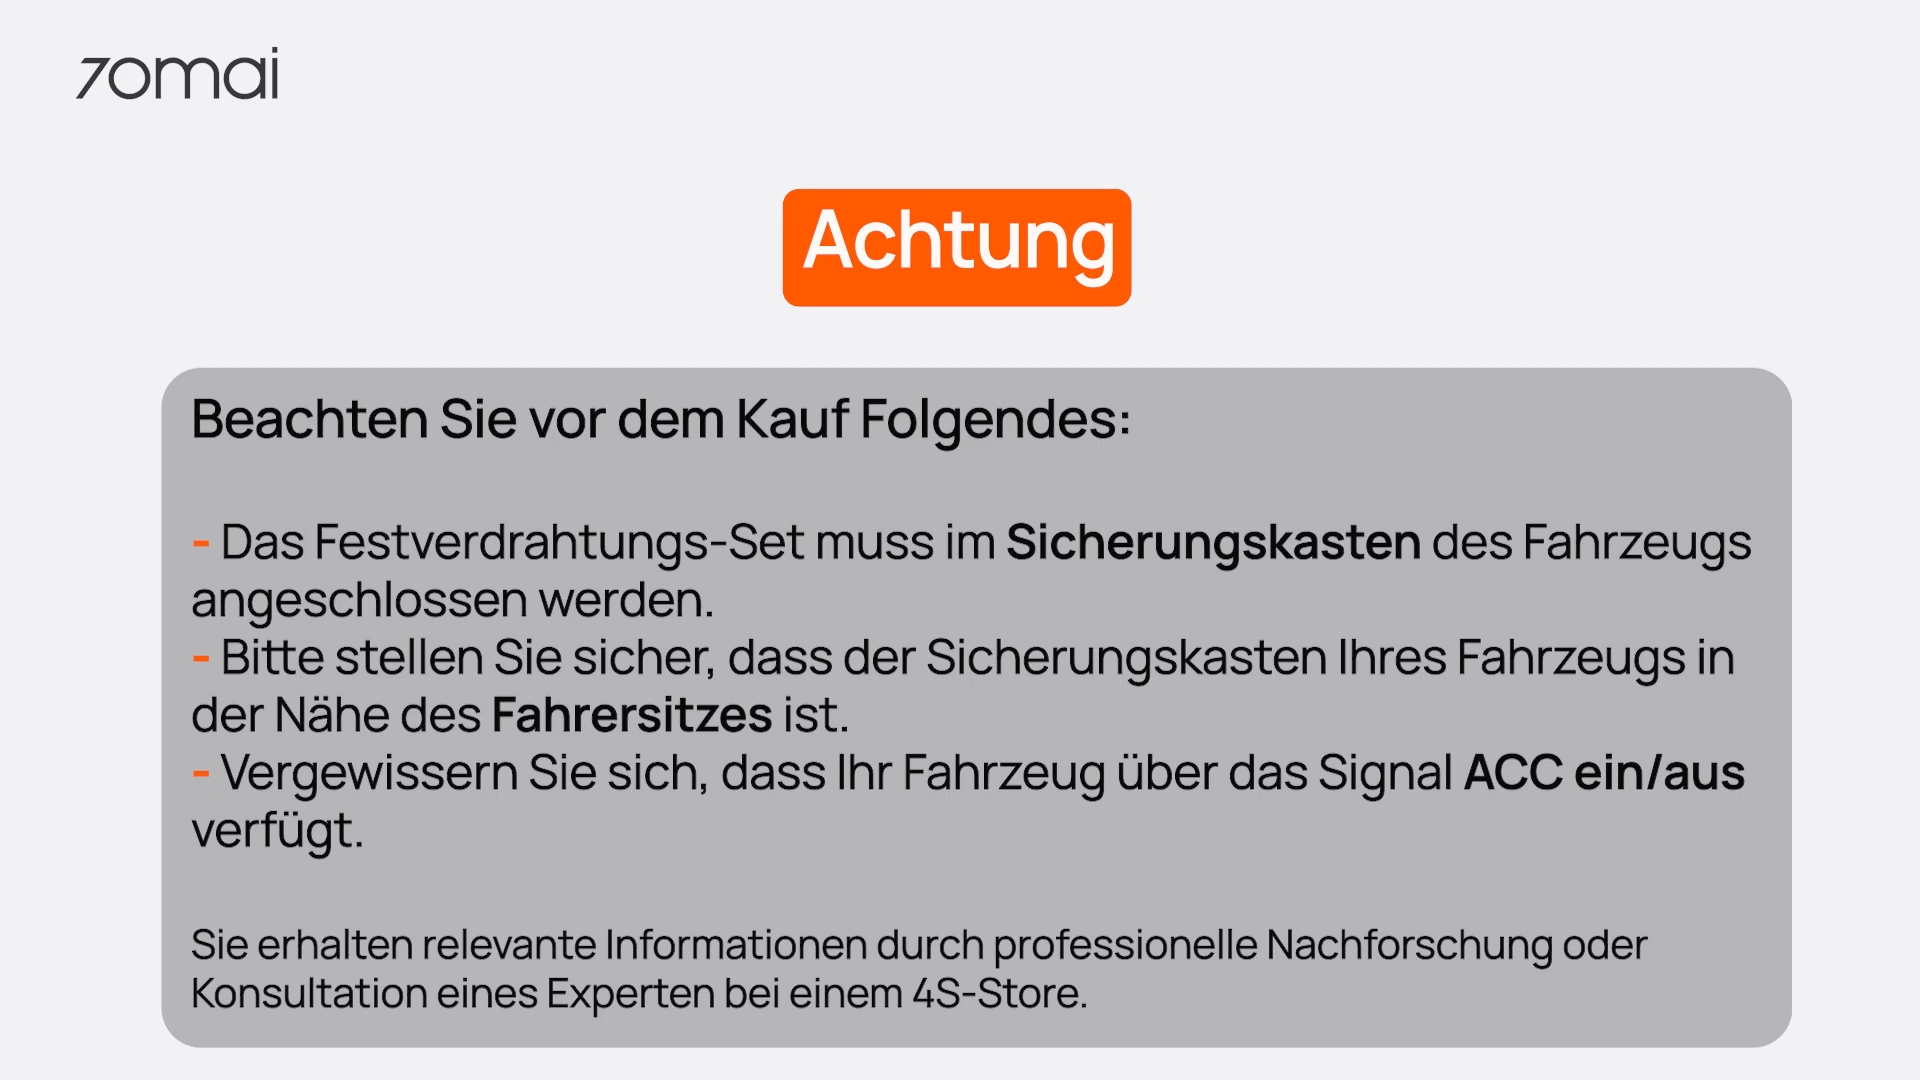 70mai
Achtung
Beachten Sie vor dem Kauf Folgendes:
- Das Festverdrahtungs-Set muss im Sicherungskasten des Fahrzeugs
angeschlossen werden.
- Bitte stellen Sie sicher, dass der Sicherungskasten Ihres Fahrzeugs in
der Nähe des Fahrersitzes ist.
- Vergewissern Sie sich, dass Ihr Fahrzeug über das Signal ACC ein/aus
verfügt.
Sie erhalten relevante Informationen durch professionelle Nachforschung oder
Konsultation eines Experten bei einem 4S-Store.